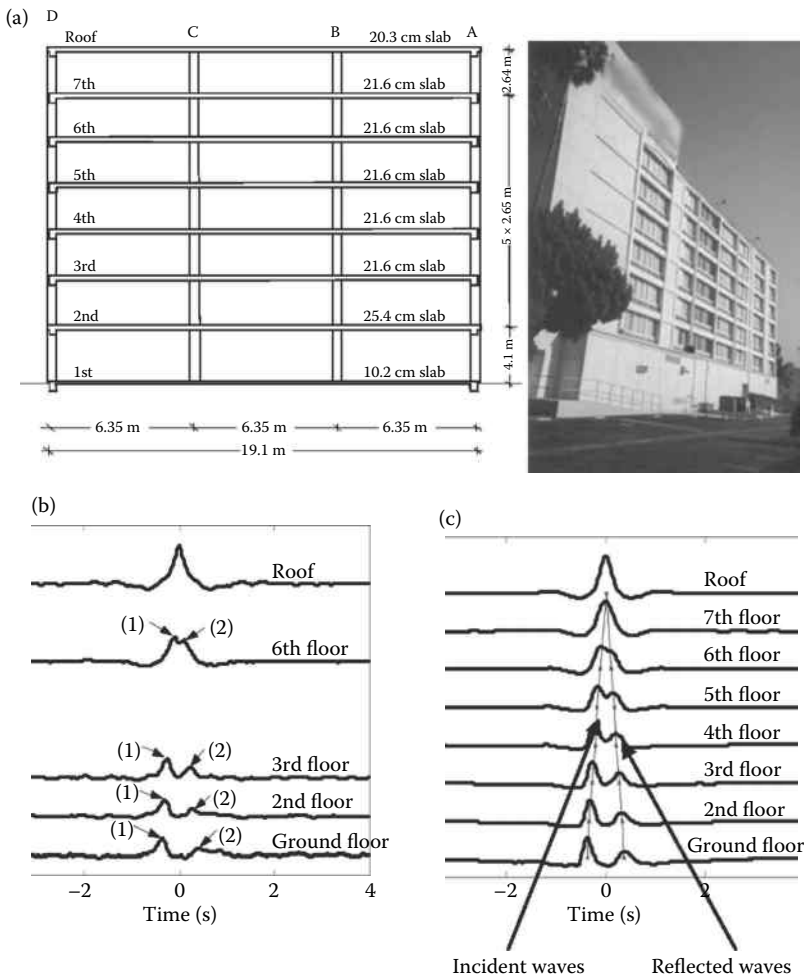 (a)
D
C
B
A
Roof
20.3 cm slab
7th
21.6 cm slab
6th
21.6 cm slab
5th
21.6 cm slab
4th
21.6 cm slab
3rd
21.6 cm slab
2nd
25.4 cm slab
1st
10.2 cm slab
2.64 m
5 × 2.65 m
4.1 m
6.35 m
6.35 m
6.35 m
19.1 m
(b)
Roof
(1)
(2)
6th floor
(1)
(2)
3rd floor
(1)
(2)
2nd floor
(1)
(2)
Ground floor
−2
0
2
4
Time (s)
(c)
Roof
7th floor
6th floor
5th floor
4th floor
3rd floor
2nd floor
Ground floor
−2
0
2
Time (s)
Incident waves
Reflected waves